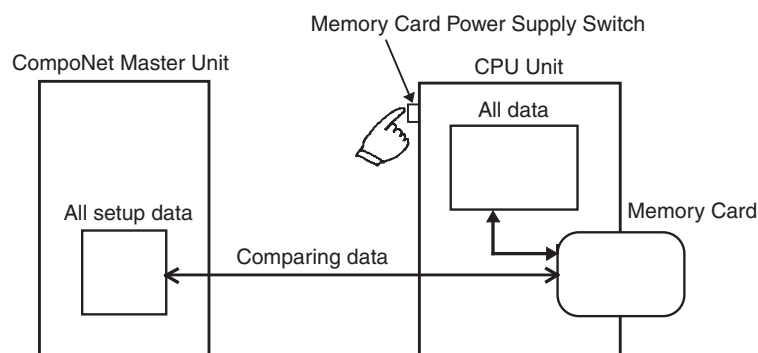 Memory Card Power Supply Switch
CompoNet Master Unit
CPU Unit
All data
All setup data
Memory Card
Comparing data